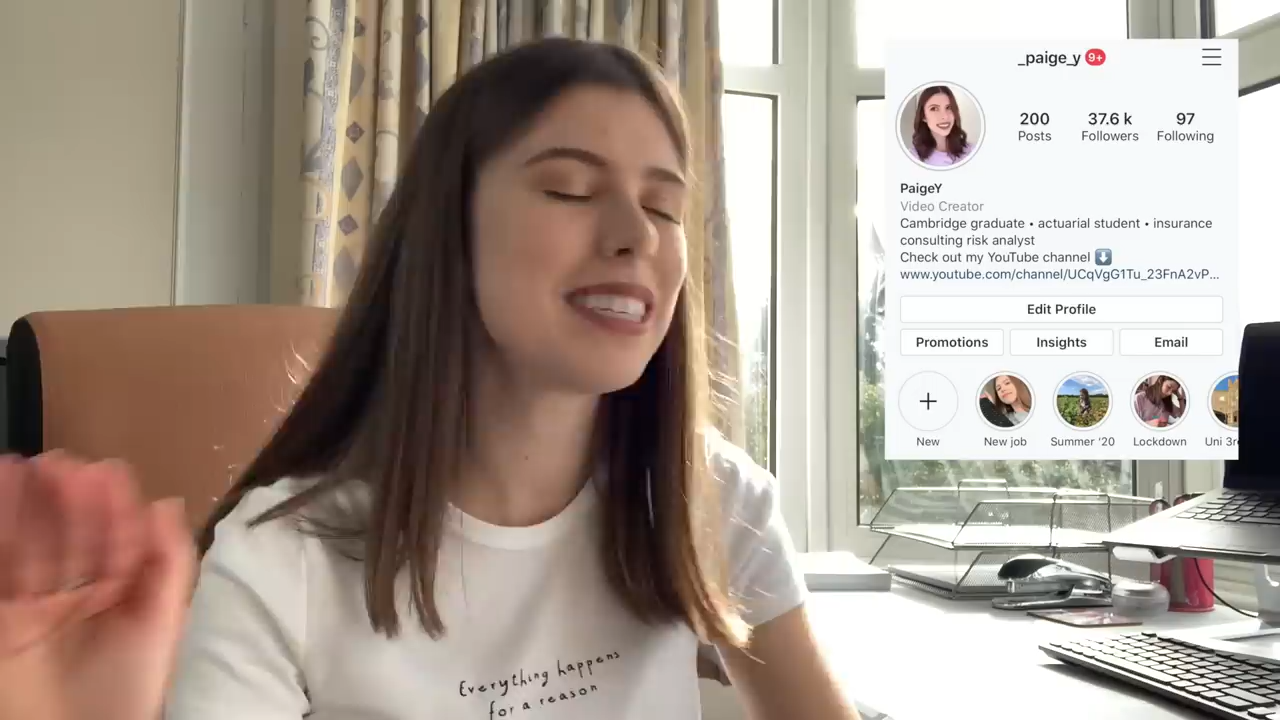 _paige_y 9+
200 37.6 k 97
Posts Followers Following
PaigeY
Video Creator
Cambridge graduate • actuarial student • insurance
consulting risk analyst
Check out my YouTube channel ⬇️
www.youtube.com/channel/UCqVgG1Tu_23FnA2vP...
Edit Profile
Promotions Insights Email
New New job Summer '20 Lockdown Uni 3r
Everything happens
for a reason